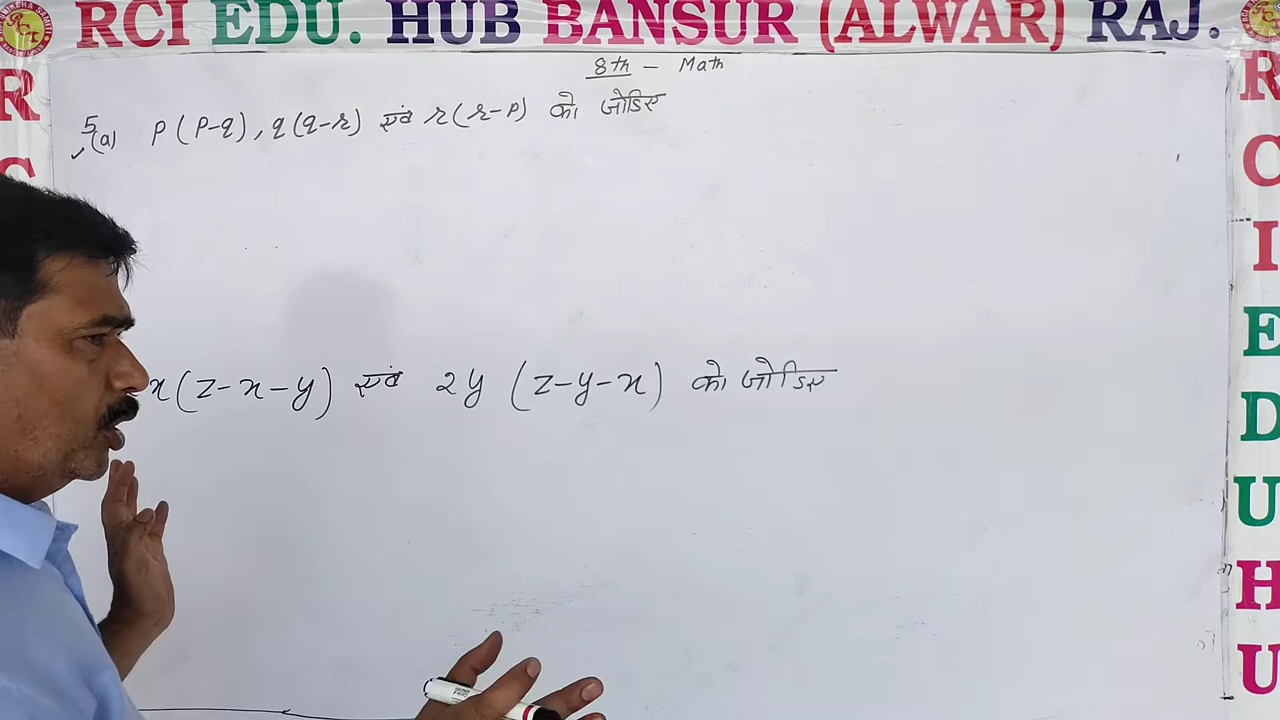 RCI EDU. HUB BANSUR (ALWAR) RAJ.
8th - Math
5(a) p(p-q), q(q-r) एवं r(r-p) को जोडिए
x(z-x-y) एवं 2y (z-y-x) को जोडिए
R
C
R
C
I
E
D
U
H
U